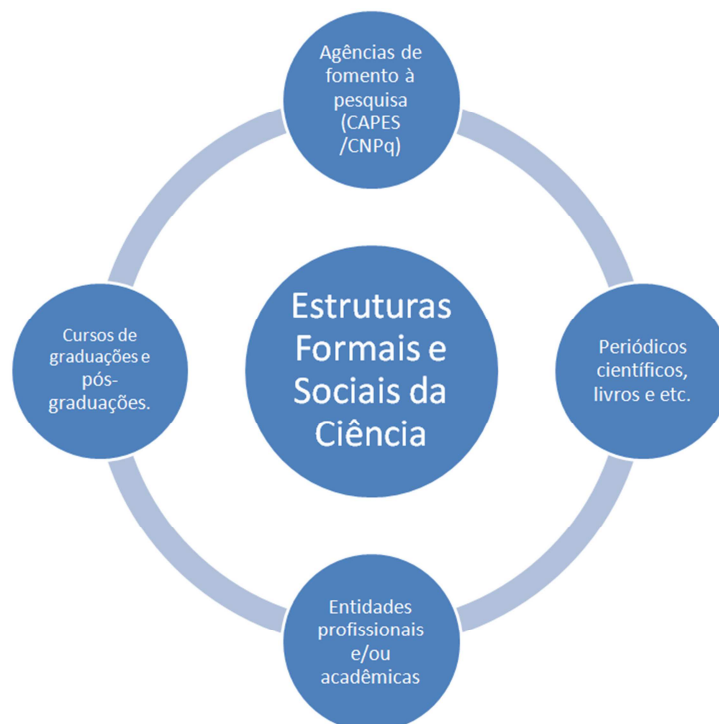 Agências de
fomento à
pesquisa
(CAPES
/CNPq)
Estruturas
Formais e
Sociais da
Ciência
Cursos de
graduações e
pós-
graduações.
Periódicos
científicos,
livros e etc.
Entidades
profissionais
e/ou
acadêmicas